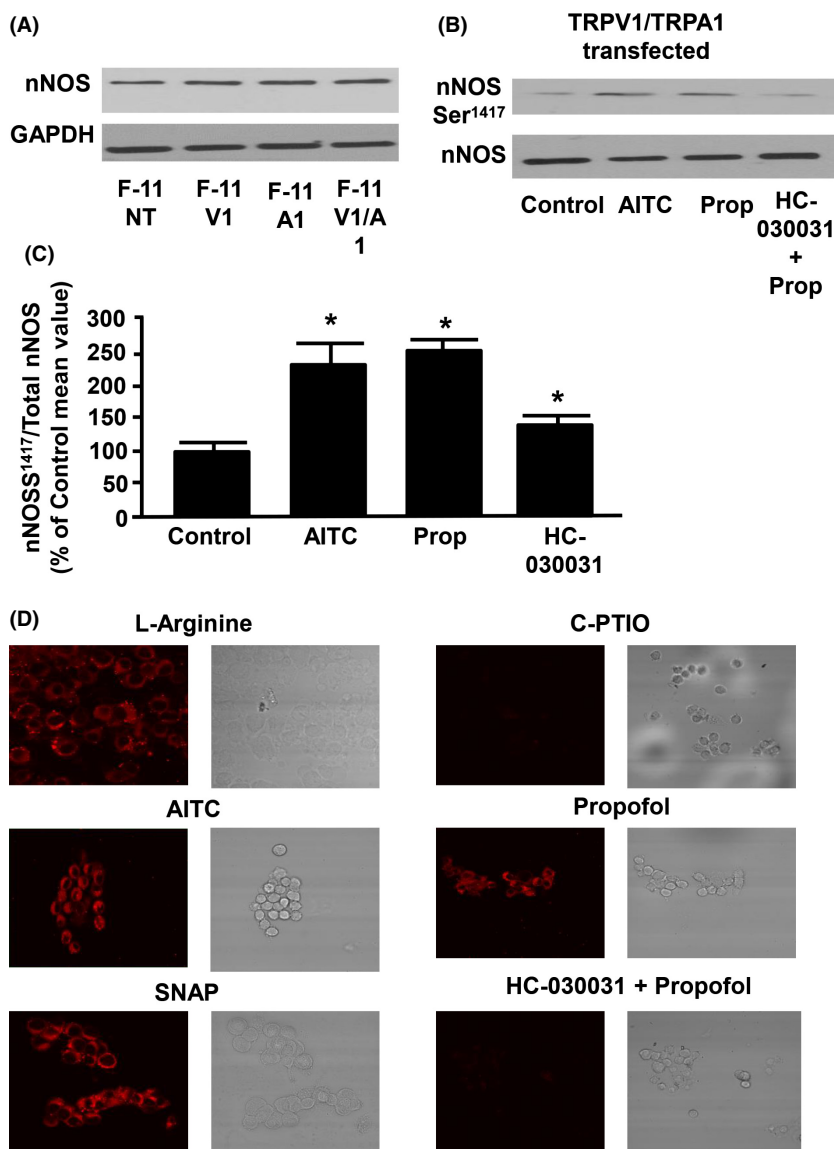 (A)
nNOS
GAPDH
F-11
NT
F-11
V1
F-11
A1
F-11
V1/A
1
(B)
TRPV1/TRPA1
transfected
nNOS
Ser1417
nNOS
Control
AITC
Prop
HC-
030031
+
Prop
(C)
nNOSS1417/Total nNOS
(% of Control mean value)
300
250
200
150
100
50
0
*
*
*
Control
AITC
Prop
HC-
030031
(D)
L-Arginine
C-PTIO
AITC
Propofol
SNAP
HC-030031 + Propofol